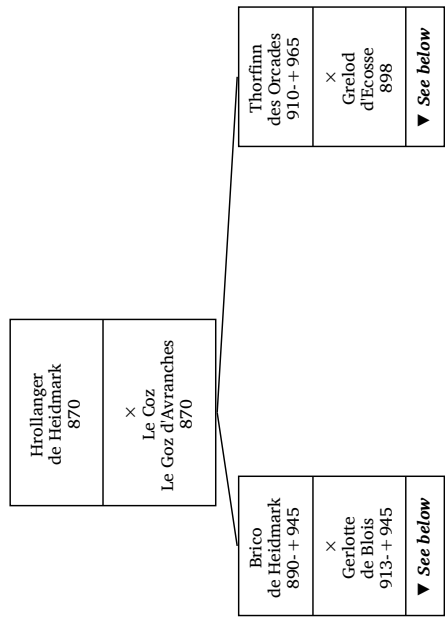 Hrollanger
de Heidmark
870
×
Le Coz
Le Goz d'Avranches
870
Brico
de Heidmark
890-+945
×
Gerlotte
de Blois
913-+945
▼ See below
Thorfinn
des Orcades
910-+965
×
Grelod
d'Ecosse
898
▼ See below